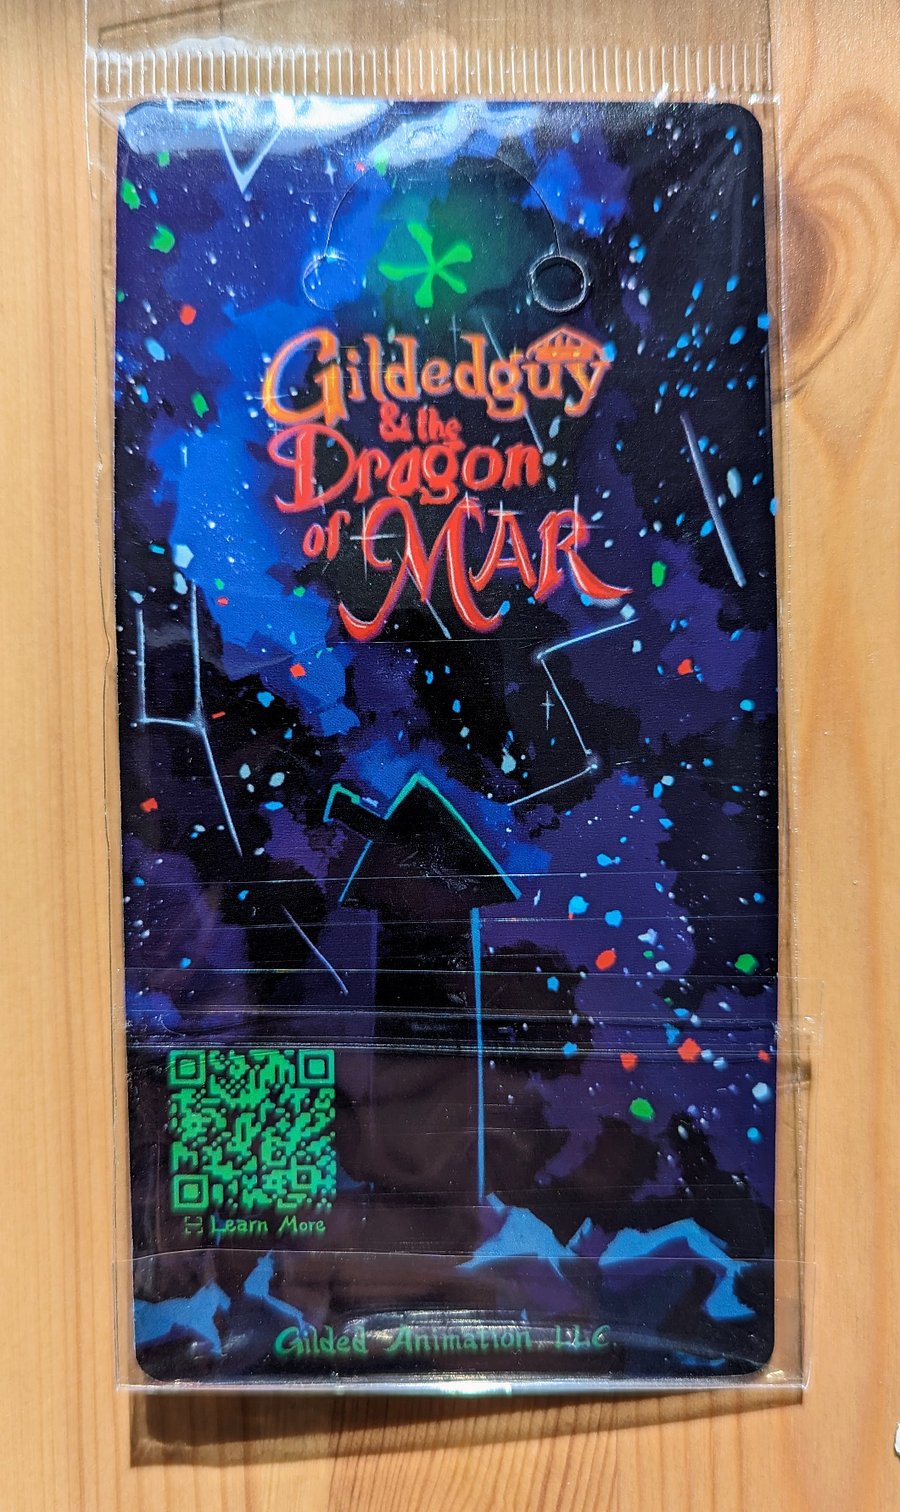 Gildedguy
& the
Dragon
of MAR
Learn More
Gilded Animation LLC